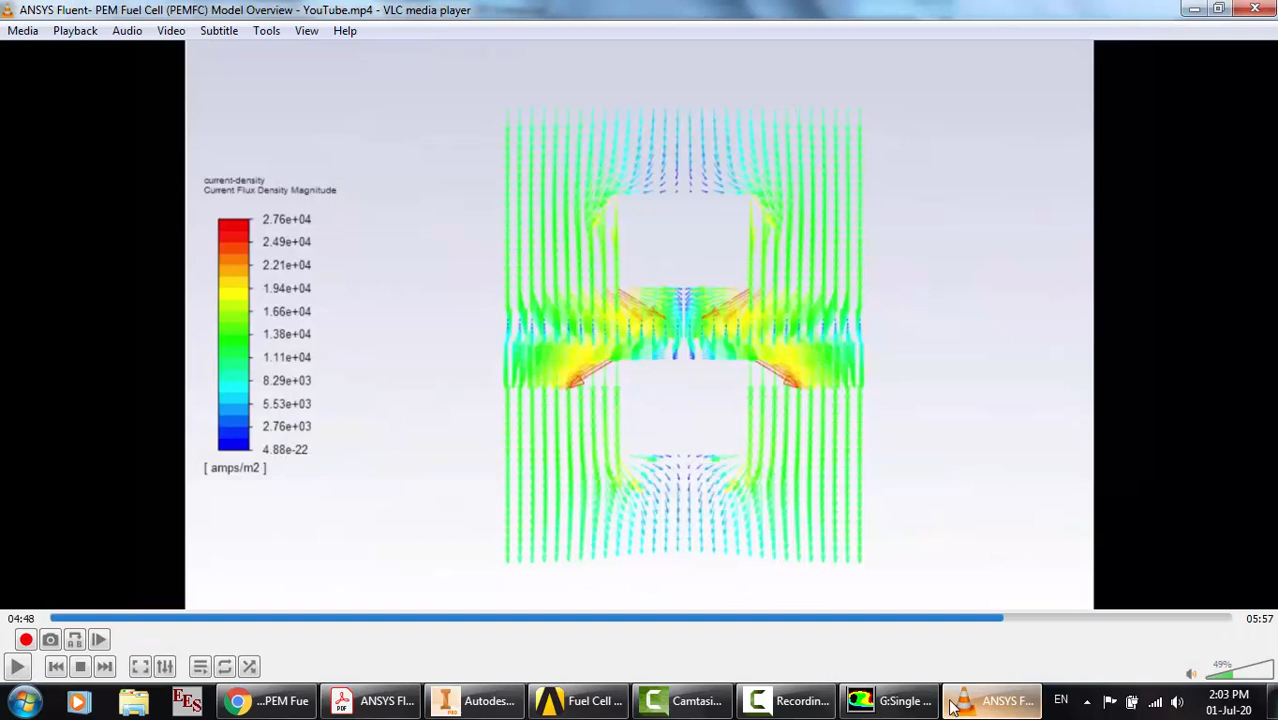 ANSYS Fluent- PEM Fuel Cell (PEMFC) Model Overview - YouTube.mp4 - VLC media player
Media Playback Audio Video Subtitle Tools View Help
current-density
Current Flux Density Magnitude
2.76e+04
2.49e+04
2.21e+04
1.94e+04
1.66e+04
1.38e+04
1.11e+04
8.29e+03
5.53e+03
2.76e+03
4.88e-22
[ amps/m2 ]
04:48 05:57
49%
EES ...PEM Fue ANSYS Fl... Autodes... Fuel Cell ... Camtasi... Recordin... G:Single ... ANSYS F... EN 2:03 PM
01-Jul-20